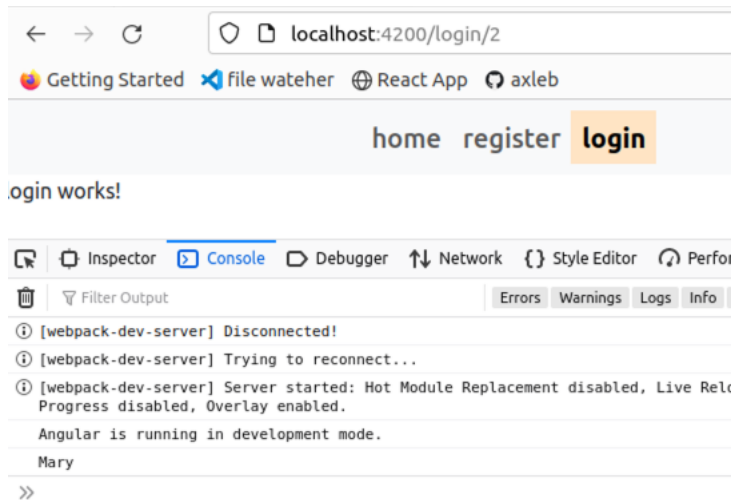 localhost:4200/login/2
Getting Started file wateher React App axleb
home register login
login works!
Inspector Console Debugger Network {} Style Editor Perfor
Filter Output Errors Warnings Logs Info
[webpack-dev-server] Disconnected!
[webpack-dev-server] Trying to reconnect...
[webpack-dev-server] Server started: Hot Module Replacement disabled, Live Relo
Progress disabled, Overlay enabled.
Angular is running in development mode.
Mary